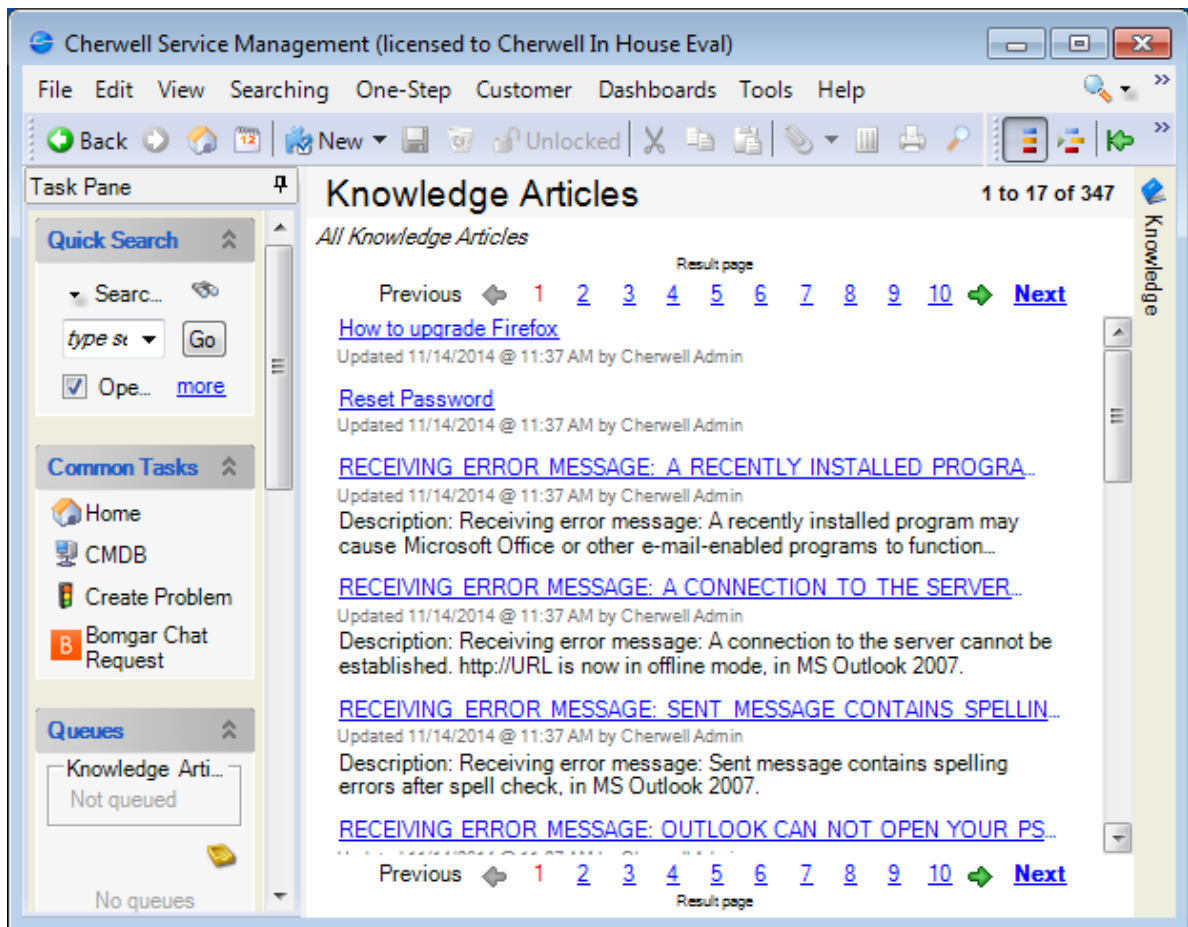 Cherwell Service Management (licensed to Cherwell In House Eval)
File Edit View Searching One-Step Customer Dashboards Tools Help
Back 12 New Unlocked
Task Pane
Quick Search
Searc...
type se
Go
Ope... more
Common Tasks
Home
CMDB
Create Problem
B Bomgar Chat
Request
Queues
Knowledge Arti...
Not queued
No queues
Knowledge Articles 1 to 17 of 347
All Knowledge Articles
Result page
Previous 1 2 3 4 5 6 7 8 9 10 Next
How to upgrade Firefox
Updated 11/14/2014 @ 11:37 AM by Cherwell Admin
Reset Password
Updated 11/14/2014 @ 11:37 AM by Cherwell Admin
RECEIVING ERROR MESSAGE: A RECENTLY INSTALLED PROGRA...
Updated 11/14/2014 @ 11:37 AM by Cherwell Admin
Description: Receiving error message: A recently installed program may
cause Microsoft Office or other e-mail-enabled programs to function...
RECEIVING ERROR MESSAGE: A CONNECTION TO THE SERVER...
Updated 11/14/2014 @ 11:37 AM by Cherwell Admin
Description: Receiving error message: A connection to the server cannot be
established. http://URL is now in offline mode, in MS Outlook 2007.
RECEIVING ERROR MESSAGE: SENT MESSAGE CONTAINS SPELLIN...
Updated 11/14/2014 @ 11:37 AM by Cherwell Admin
Description: Receiving error message: Sent message contains spelling
errors after spell check, in MS Outlook 2007.
RECEIVING ERROR MESSAGE: OUTLOOK CAN NOT OPEN YOUR PS...
Previous 1 2 3 4 5 6 7 8 9 10 Next
Result page
Knowledge